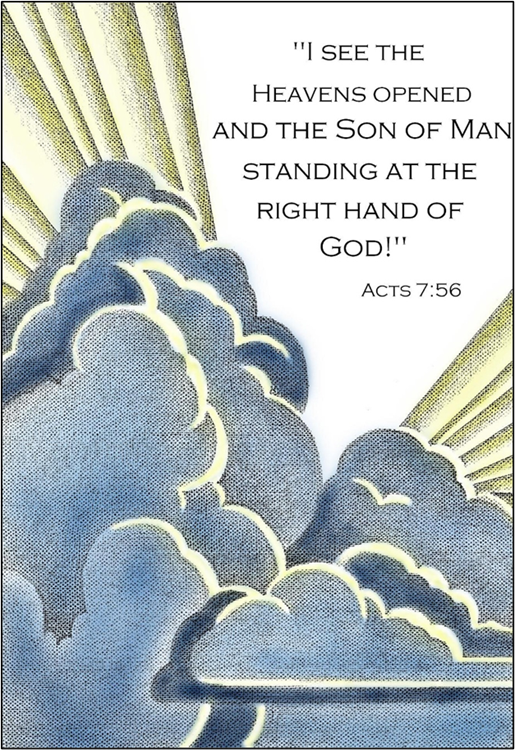 "I see the
Heavens opened
and the Son of Man
standing at the
right hand of
God!"
Acts 7:56